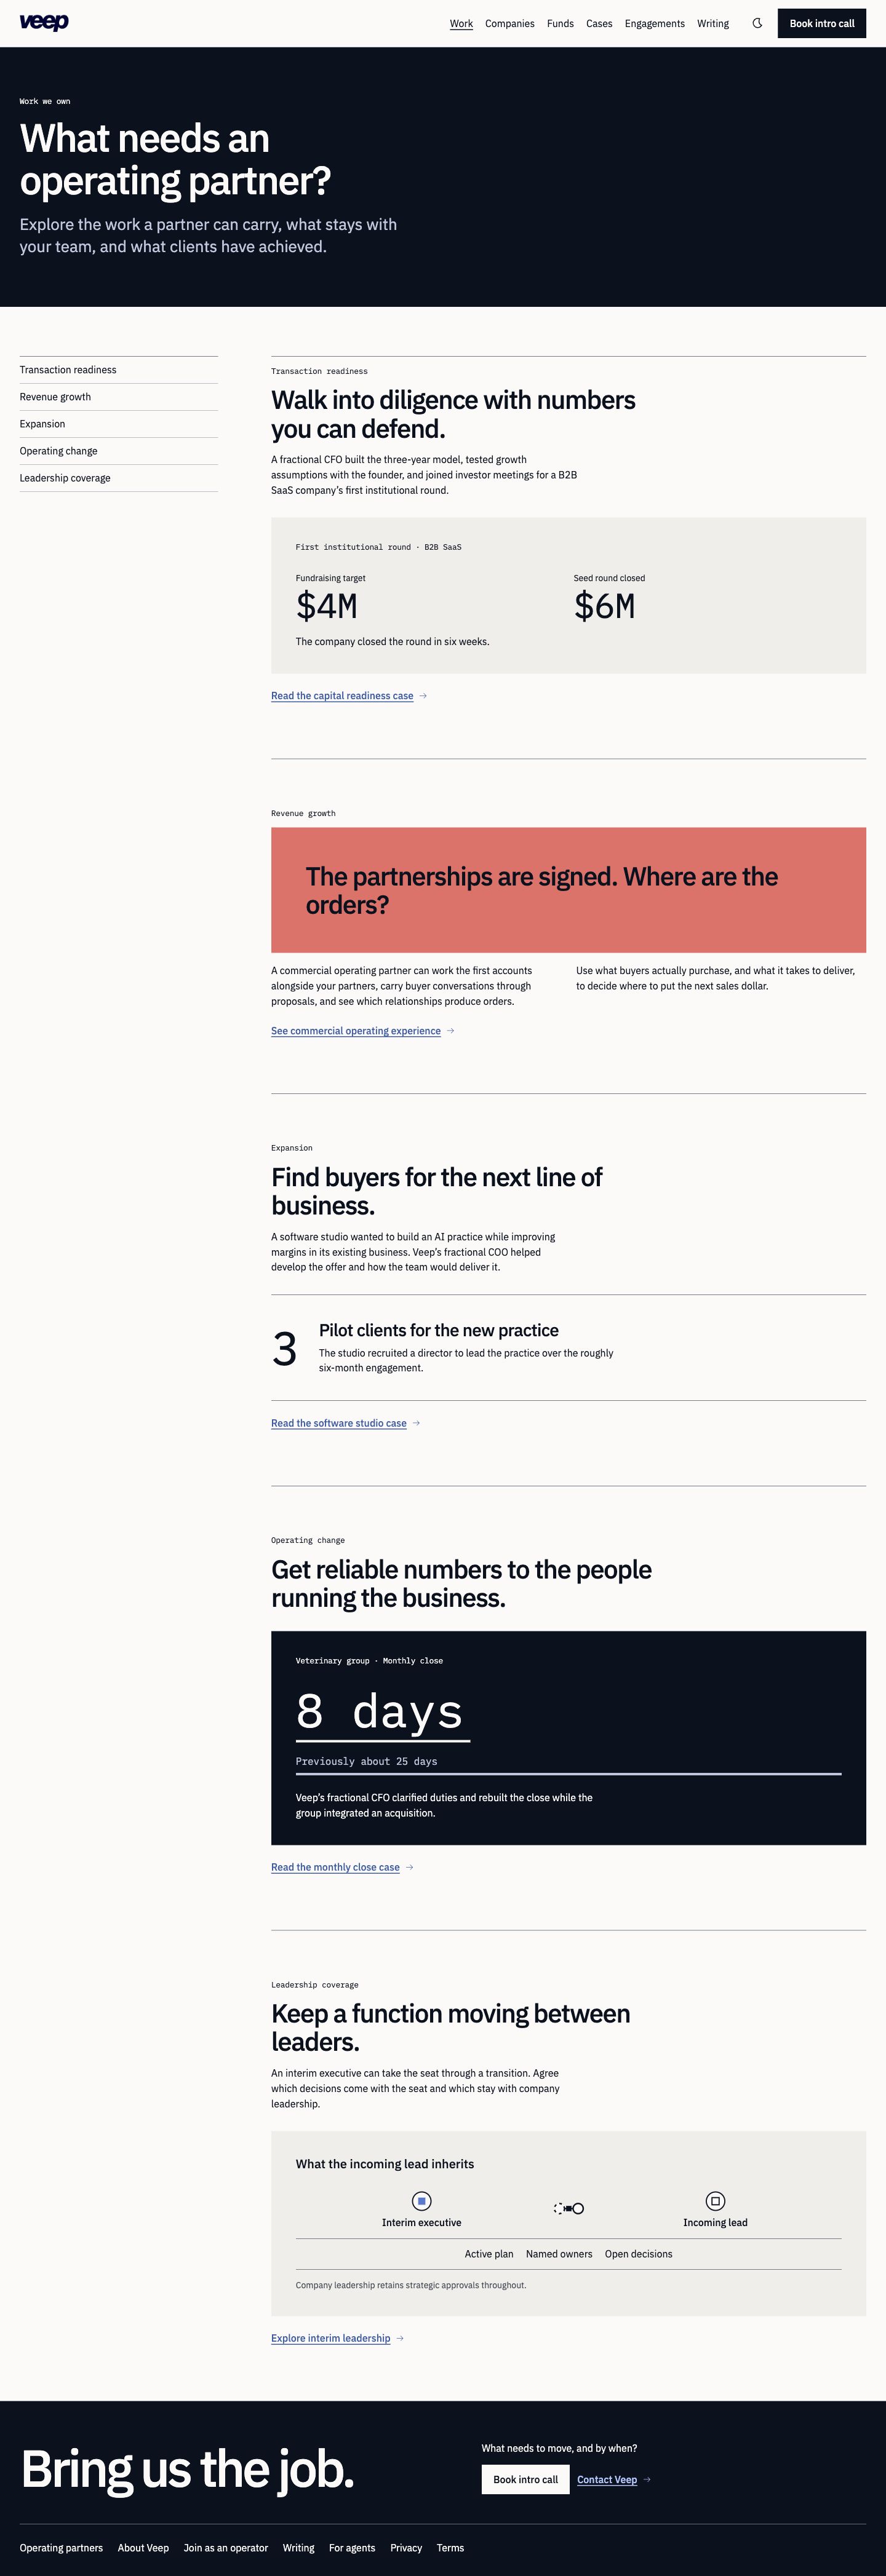 veep
Work Companies Funds Cases Engagements Writing Book intro call
Work we own
What needs an
operating partner?
Explore the work a partner can carry, what stays with
your team, and what clients have achieved.
Transaction readiness
Revenue growth
Expansion
Operating change
Leadership coverage
Transaction readiness
Walk into diligence with numbers
you can defend.
A fractional CFO built the three-year model, tested growth
assumptions with the founder, and joined investor meetings for a B2B
SaaS company’s first institutional round.
First institutional round · B2B SaaS
Fundraising target
$4M
Seed round closed
$6M
The company closed the round in six weeks.
Read the capital readiness case →
Revenue growth
The partnerships are signed. Where are the
orders?
A commercial operating partner can work the first accounts
alongside your partners, carry buyer conversations through
proposals, and see which relationships produce orders.
Use what buyers actually purchase, and what it takes to deliver,
to decide where to put the next sales dollar.
See commercial operating experience →
Expansion
Find buyers for the next line of
business.
A software studio wanted to build an AI practice while improving
margins in its existing business. Veep’s fractional COO helped
develop the offer and how the team would deliver it.
3
Pilot clients for the new practice
The studio recruited a director to lead the practice over the roughly
six-month engagement.
Read the software studio case →
Operating change
Get reliable numbers to the people
running the business.
Veterinary group · Monthly close
8 days
Previously about 25 days
Veep’s fractional CFO clarified duties and rebuilt the close while the
group integrated an acquisition.
Read the monthly close case →
Leadership coverage
Keep a function moving between
leaders.
An interim executive can take the seat through a transition. Agree
which decisions come with the seat and which stay with company
leadership.
What the incoming lead inherits
Interim executive
Incoming lead
Active plan Named owners Open decisions
Company leadership retains strategic approvals throughout.
Explore interim leadership →
Bring us the job.
What needs to move, and by when?
Book intro call Contact Veep →
Operating partners About Veep Join as an operator Writing For agents Privacy Terms